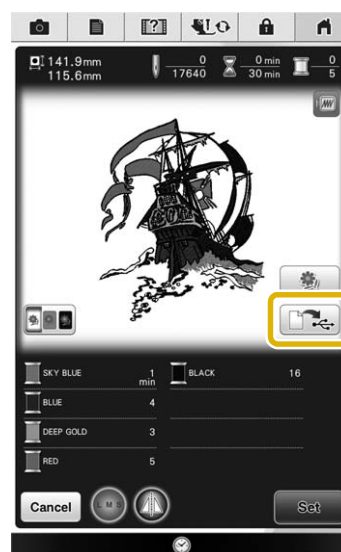 141.9mm
115.6mm
0
17640
0 min
30 min
0
5
SKY BLUE 1 min
BLUE 4
DEEP GOLD 3
RED 5
BLACK 16
Cancel
L M S
Set